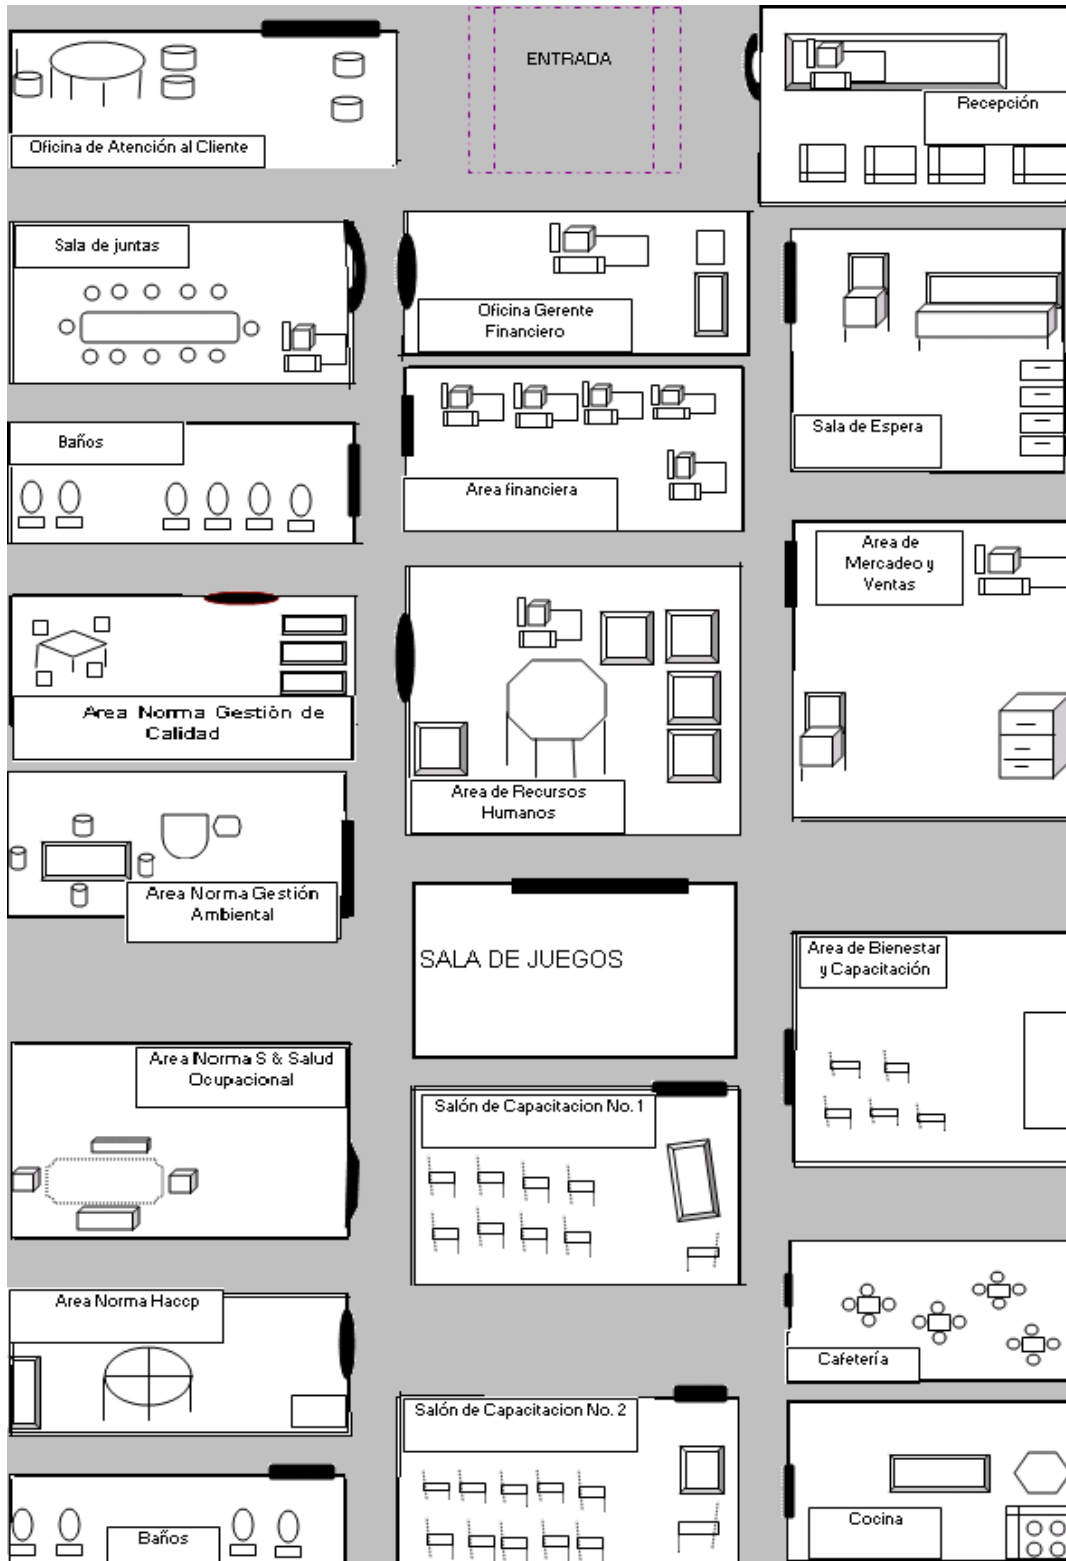 ENTRADA
Recepción
Oficina de Atención al Cliente
Sala de juntas
Oficina Gerente
Financiero
Sala de Espera
Baños
Area financiera
Area de
Mercadeo y
Ventas
Area Norma Gestión de
Calidad
Area de Recursos
Humanos
Area Norma Gestión
Ambiental
SALA DE JUEGOS
Area de Bienestar
y Capacitación
Area Norma S & Salud
Ocupacional
Salón de Capacitacion No. 1
Area Norma Haccp
Cafetería
Salón de Capacitacion No. 2
Cocina
Baños